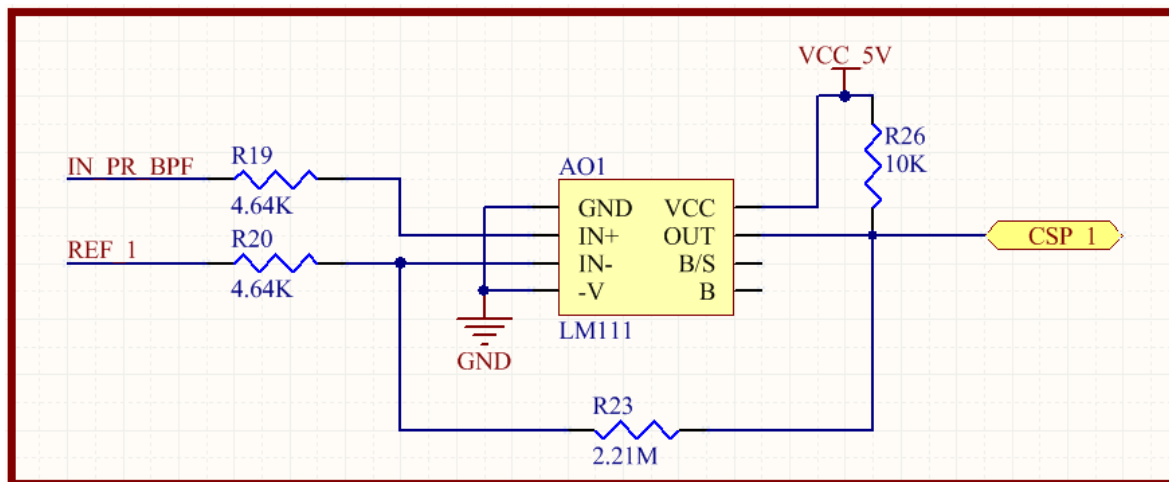 VCC_5V
R26
10K
IN_PR_BPF
R19
4.64K
REF_1
R20
4.64K
AO1
GND VCC
IN+ OUT
IN- B/S
-V B
LM111
CSP_1
GND
R23
2.21M